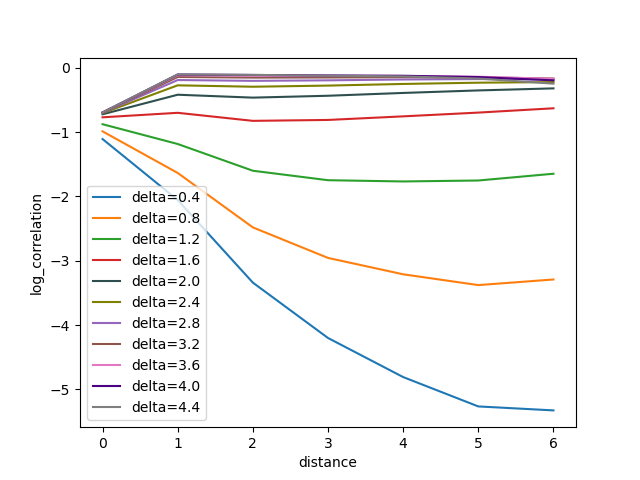 0
−1
−2
−3
−4
−5
log_correlation
delta=0.4
delta=0.8
delta=1.2
delta=1.6
delta=2.0
delta=2.4
delta=2.8
delta=3.2
delta=3.6
delta=4.0
delta=4.4
0 1 2 3 4 5 6
distance